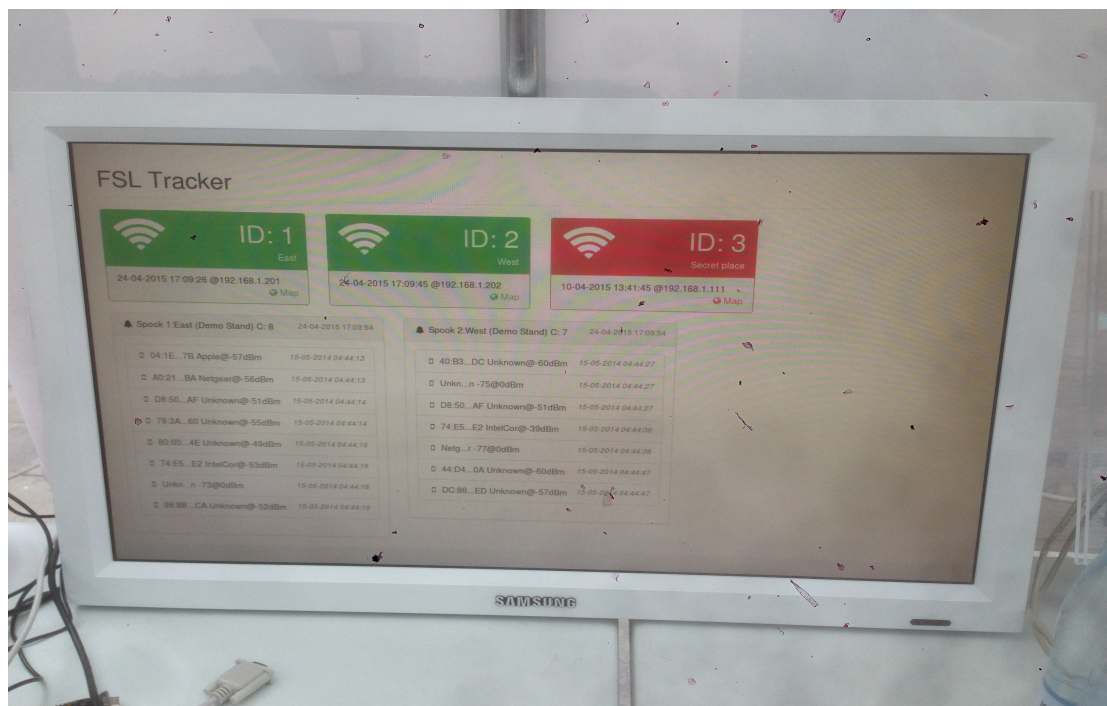 FSL Tracker
ID: 1
East
24-04-2015 17:09:26 @192.168.1.201
Map
ID: 2
West
24-04-2015 17:09:45 @192.168.1.202
Map
ID: 3
Secret place
10-04-2015 13:41:45 @192.168.1.111
Map
Spook 1:East (Demo Stand) C: 8 24-04-2015 17:09:54
04:1E...7B Apple@-57dBm 15-05-2014 04:44:13
A0:21...BA Netgear@-56dBm 15-05-2014 04:44:13
D8:50...AF Unknown@-51dBm 15-05-2014 04:44:14
78:3A...60 Unknown@-55dBm 15-05-2014 04:44:14
80:00...4E Unknown@-49dBm 15-05-2014 04:44:18
74:E5...E2 IntelCor@-53dBm 15-05-2014 04:44:18
Unkn...n -73@0dBm 15-05-2014 04:44:18
98:B8...CA Unknown@-52dBm 15-05-2014 04:44:19
Spook 2:West (Demo Stand) C: 7 24-04-2015 17:09:54
40:B3...DC Unknown@-60dBm 15-05-2014 04:44:27
Unkn...n -75@0dBm 15-05-2014 04:44:27
D8:50...AF Unknown@-51dBm 15-05-2014 04:44:27
74:E5...E2 IntelCor@-39dBm 15-05-2014 04:44:36
Netg...r -77@0dBm 15-05-2014 04:44:36
44:D4...0A Unknown@-60dBm 15-05-2014 04:44:47
DC:86...ED Unknown@-57dBm 15-05-2014 04:44:47
SAMSUNG